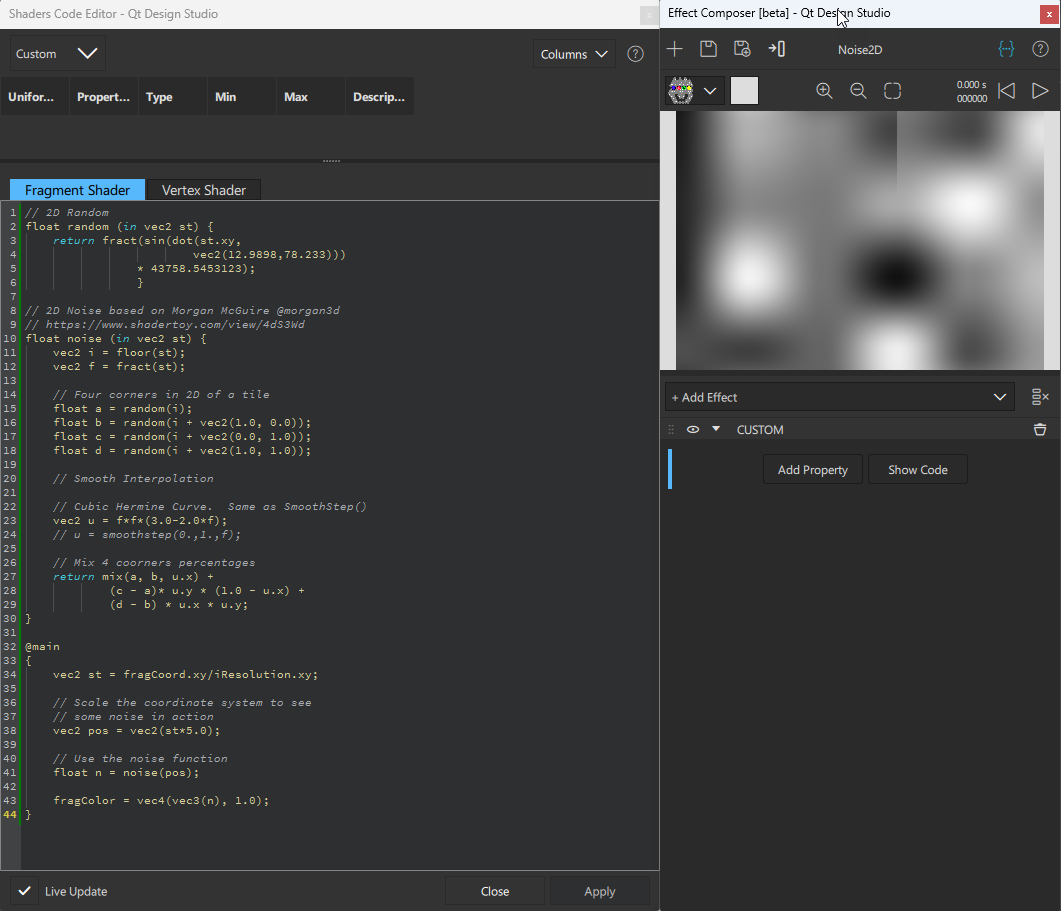 Shaders Code Editor - Qt Design Studio
Custom
Columns
Unifor...
Propert...
Type
Min
Max
Descrip...
Fragment Shader
Vertex Shader
1 // 2D Random
2 float random (in vec2 st) {
3 return fract(sin(dot(st.xy,
4 vec2(12.9898,78.233)))
5 * 43758.5453123);
6 }
7
8 // 2D Noise based on Morgan McGuire @morgan3d
9 // https://www.shadertoy.com/view/4dS3Wd
10 float noise (in vec2 st) {
11 vec2 i = floor(st);
12 vec2 f = fract(st);
13
14 // Four corners in 2D of a tile
15 float a = random(i);
16 float b = random(i + vec2(1.0, 0.0));
17 float c = random(i + vec2(0.0, 1.0));
18 float d = random(i + vec2(1.0, 1.0));
19
20 // Smooth Interpolation
21
22 // Cubic Hermine Curve.  Same as SmoothStep()
23 vec2 u = f*f*(3.0-2.0*f);
24 // u = smoothstep(0.,1.,f);
25
26 // Mix 4 coorners percentages
27 return mix(a, b, u.x) +
28 (c - a)* u.y * (1.0 - u.x) +
29 (d - b) * u.x * u.y;
30 }
31
32 @main
33 {
34 vec2 st = fragCoord.xy/iResolution.xy;
35
36 // Scale the coordinate system to see
37 // some noise in action
38 vec2 pos = vec2(st*5.0);
39
40 // Use the noise function
41 float n = noise(pos);
42
43 fragColor = vec4(vec3(n), 1.0);
44 }
Live Update
Close
Apply
Effect Composer [beta] - Qt Design Studio
Noise2D
0.000 s
000000
+ Add Effect
CUSTOM
Add Property
Show Code